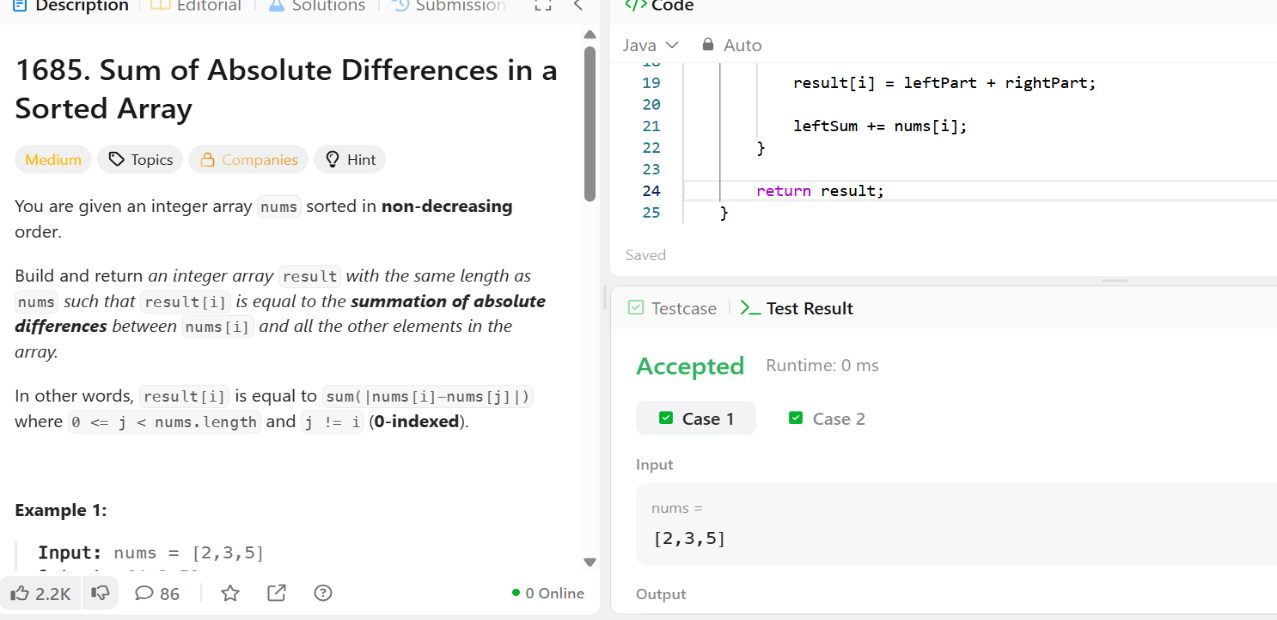 Description
Editorial
Solutions
Submission
1685. Sum of Absolute Differences in a
Sorted Array
Medium
Topics
Companies
Hint
You are given an integer array nums sorted in non-decreasing
order.
Build and return an integer array result with the same length as
nums such that result[i] is equal to the summation of absolute
differences between nums[i] and all the other elements in the
array.
In other words, result[i] is equal to sum(|nums[i]-nums[j]|)
where 0 <= j < nums.length and j != i (0-indexed).
Example 1:
Input: nums = [2,3,5]
2.2K
86
0 Online
</> Code
Java
Auto
19 result[i] = leftPart + rightPart;
20
21 leftSum += nums[i];
22 }
23
24 return result;
25 }
Saved
Testcase
>_ Test Result
Accepted
Runtime: 0 ms
Case 1
Case 2
Input
nums =
[2,3,5]
Output